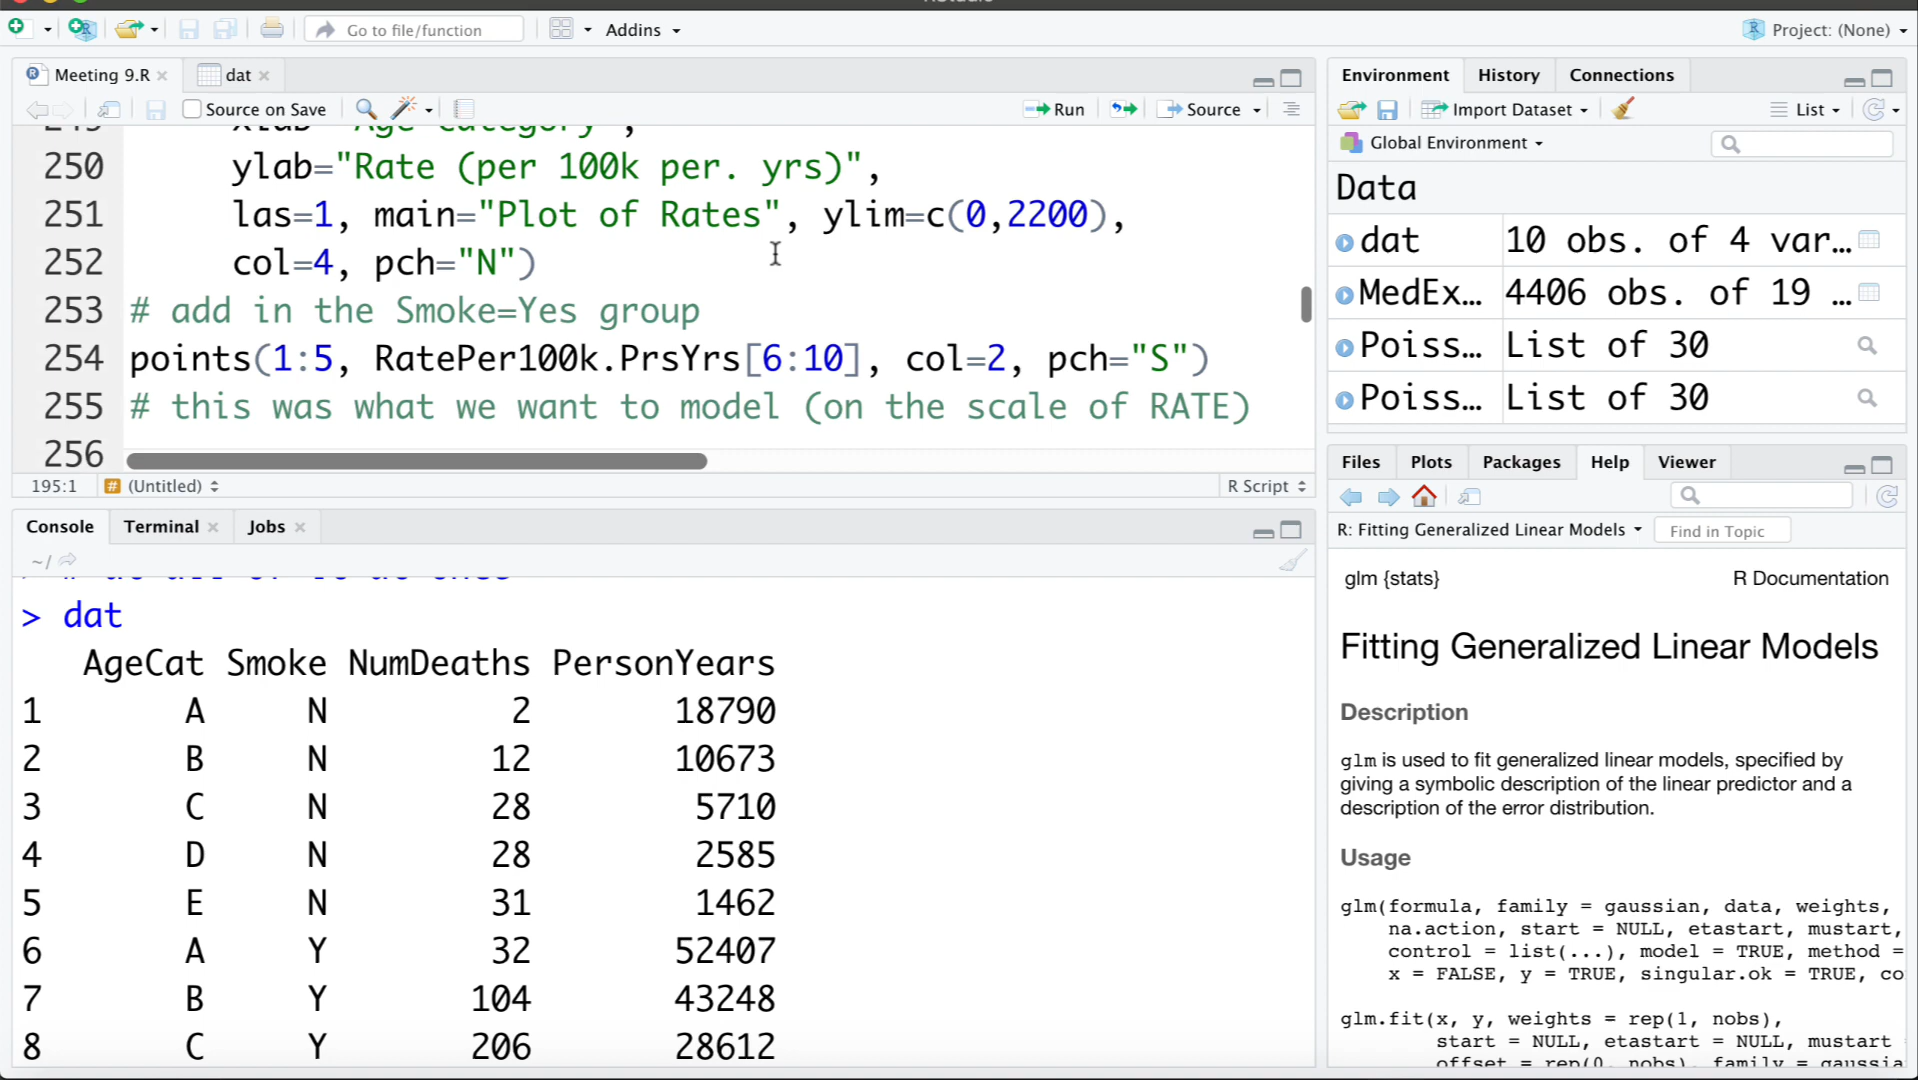 Go to file/function
Addins
Project: (None)
Meeting 9.R
dat
Source on Save
Run
Source
250 ylab="Rate (per 100k per. yrs)",
251 las=1, main="Plot of Rates", ylim=c(0,2200),
252 col=4, pch="N")
253 # add in the Smoke=Yes group
254 points(1:5, RatePer100k.PrsYrs[6:10], col=2, pch="S")
255 # this was what we want to model (on the scale of RATE)
256
195:1 (Untitled) R Script
Console Terminal Jobs
~/
> dat
AgeCat Smoke NumDeaths PersonYears
1 A N 2 18790
2 B N 12 10673
3 C N 28 5710
4 D N 28 2585
5 E N 31 1462
6 A Y 32 52407
7 B Y 104 43248
8 C Y 206 28612
Environment History Connections
Import Dataset List
Global Environment
Data
dat 10 obs. of 4 var…
MedEx… 4406 obs. of 19 …
Poiss… List of 30
Poiss… List of 30
Files Plots Packages Help Viewer
R: Fitting Generalized Linear Models Find in Topic
glm {stats} R Documentation
Fitting Generalized Linear Models
Description
glm is used to fit generalized linear models, specified by
giving a symbolic description of the linear predictor and a
description of the error distribution.
Usage
glm(formula, family = gaussian, data, weights,
na.action, start = NULL, etastart, mustart,
control = list(...), model = TRUE, method =
x = FALSE, y = TRUE, singular.ok = TRUE, co
glm.fit(x, y, weights = rep(1, nobs),
start = NULL, etastart = NULL, mustart
offset = rep(0, nobs), family = gaussia